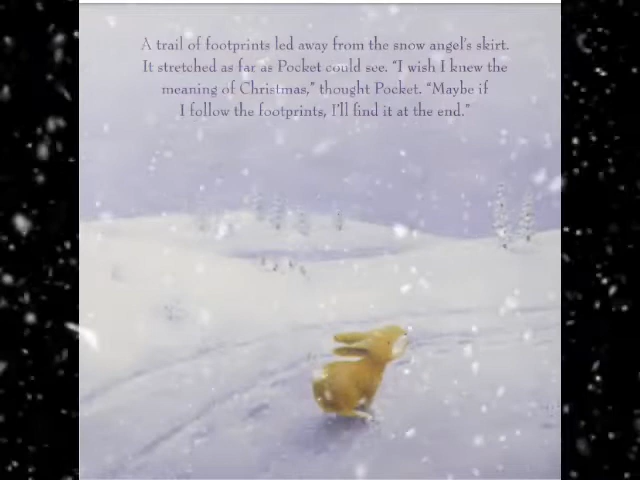 A trail of footprints led away from the snow angel's skirt.
It stretched as far as Pocket could see. "I wish I knew the
meaning of Christmas," thought Pocket. "Maybe if
I follow the footprints, I'll find it at the end."